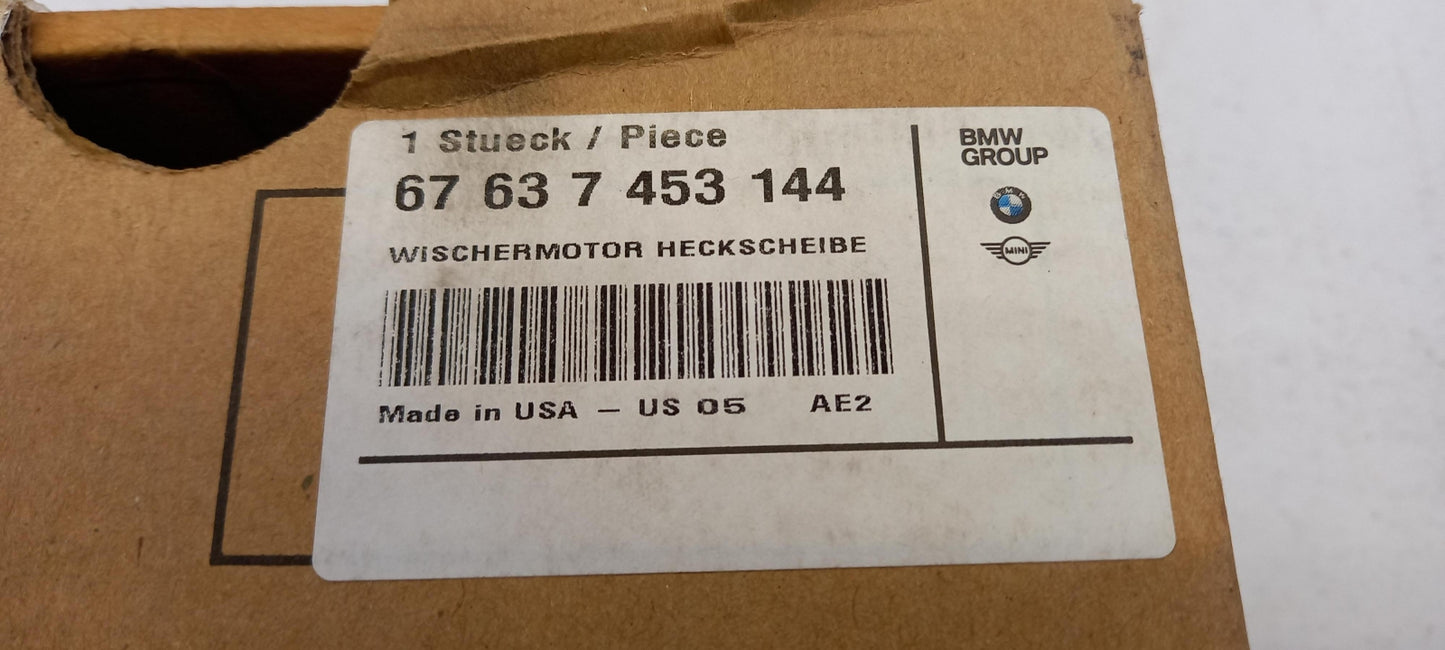 1 Stueck / Piece
67 63 7 453 144
WISCHERMOTOR HECKSCHEIBE
Made in USA – US 05 AE2
BMW
GROUP
BMW
MINI